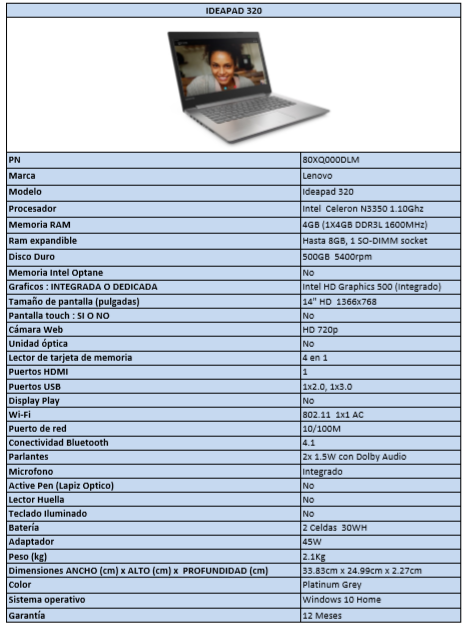 IDEAPAD 320
PN 80XQ000DLM
Marca Lenovo
Modelo Ideapad 320
Procesador Intel Celeron N3350 1.10Ghz
Memoria RAM 4GB (1X4GB DDR3L 1600MHz)
Ram expandible Hasta 8GB, 1 SO-DIMM socket
Disco Duro 500GB 5400rpm
Memoria Intel Optane No
Graficos : INTEGRADA O DEDICADA Intel HD Graphics 500 (Integrado)
Tamaño de pantalla (pulgadas) 14" HD 1366x768
Pantalla touch : SI O NO No
Cámara Web HD 720p
Unidad óptica No
Lector de tarjeta de memoria 4 en 1
Puertos HDMI 1
Puertos USB 1x2.0, 1x3.0
Display Play No
Wi-Fi 802.11 1x1 AC
Puerto de red 10/100M
Conectividad Bluetooth 4.1
Parlantes 2x 1.5W con Dolby Audio
Microfono Integrado
Active Pen (Lapiz Optico) No
Lector Huella No
Teclado Iluminado No
Batería 2 Celdas 30WH
Adaptador 45W
Peso (kg) 2.1Kg
Dimensiones ANCHO (cm) x ALTO (cm) x PROFUNDIDAD (cm) 33.83cm x 24.99cm x 2.27cm
Color Platinum Grey
Sistema operativo Windows 10 Home
Garantía 12 Meses